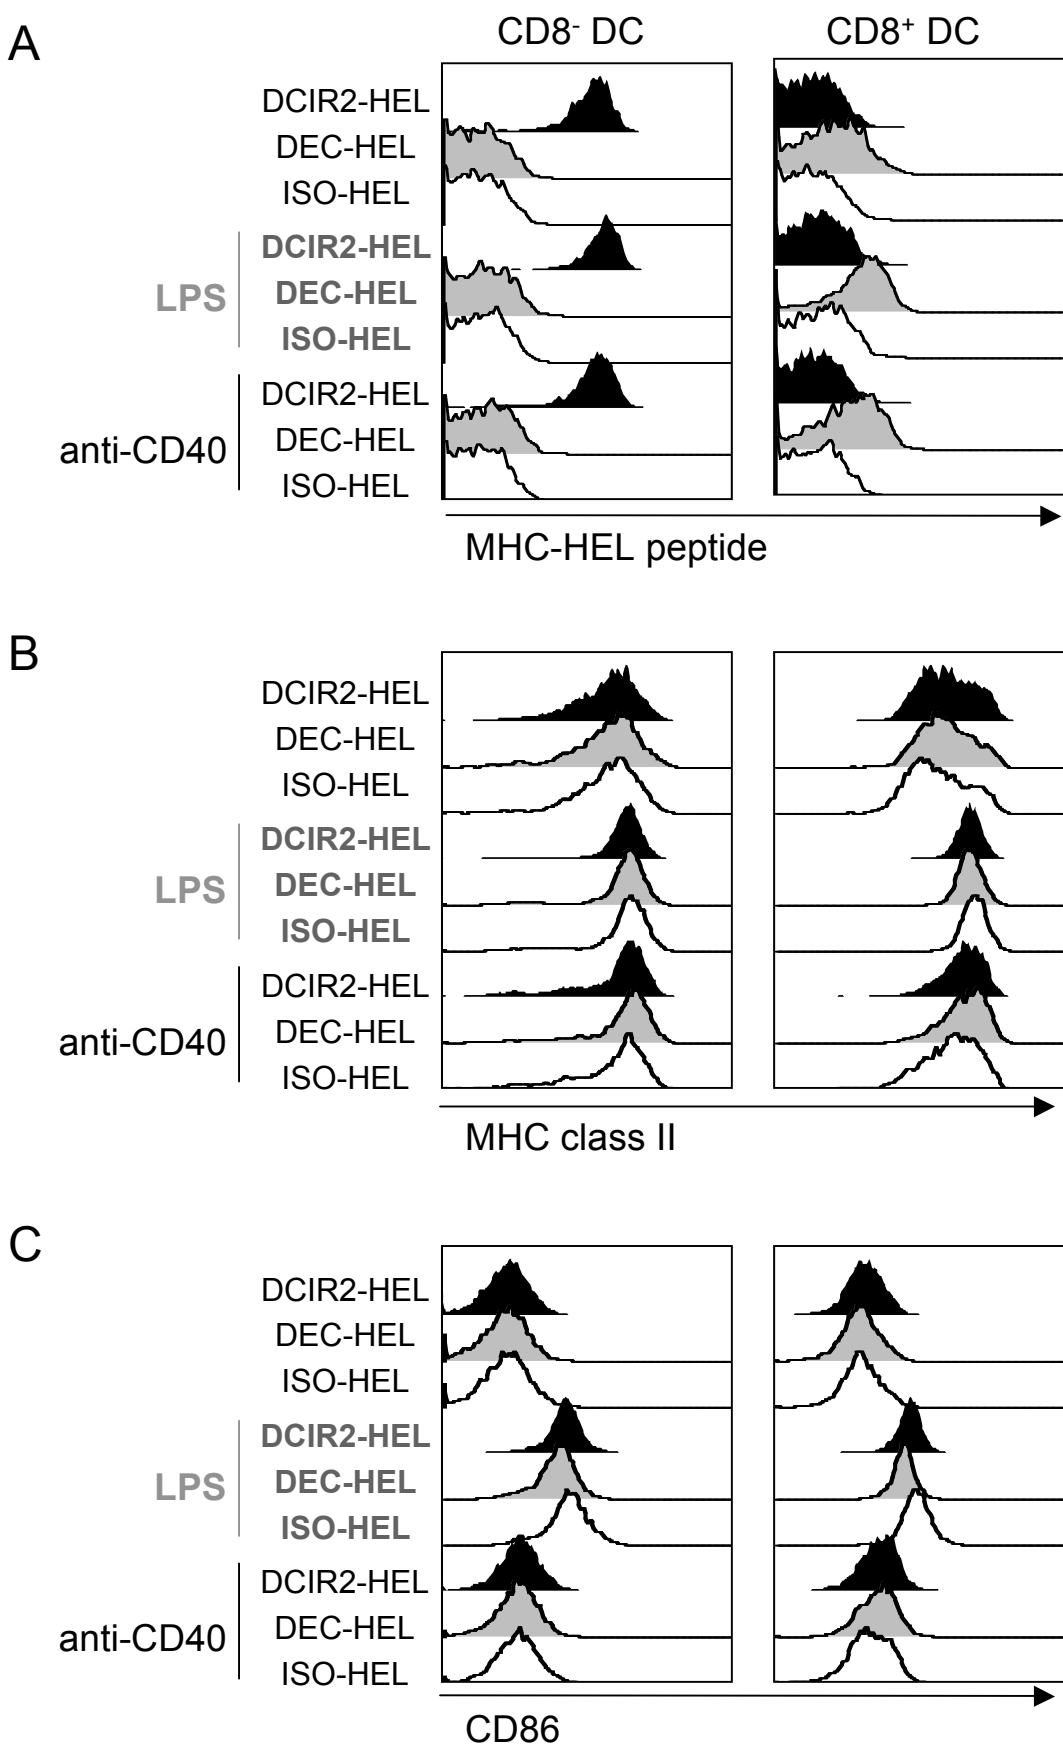 A
CD8- DC
CD8+ DC
DCIR2-HEL
DEC-HEL
ISO-HEL
LPS
DCIR2-HEL
DEC-HEL
ISO-HEL
anti-CD40
DCIR2-HEL
DEC-HEL
ISO-HEL
MHC-HEL peptide
B
DCIR2-HEL
DEC-HEL
ISO-HEL
LPS
DCIR2-HEL
DEC-HEL
ISO-HEL
anti-CD40
DCIR2-HEL
DEC-HEL
ISO-HEL
MHC class II
C
DCIR2-HEL
DEC-HEL
ISO-HEL
LPS
DCIR2-HEL
DEC-HEL
ISO-HEL
anti-CD40
DCIR2-HEL
DEC-HEL
ISO-HEL
CD86